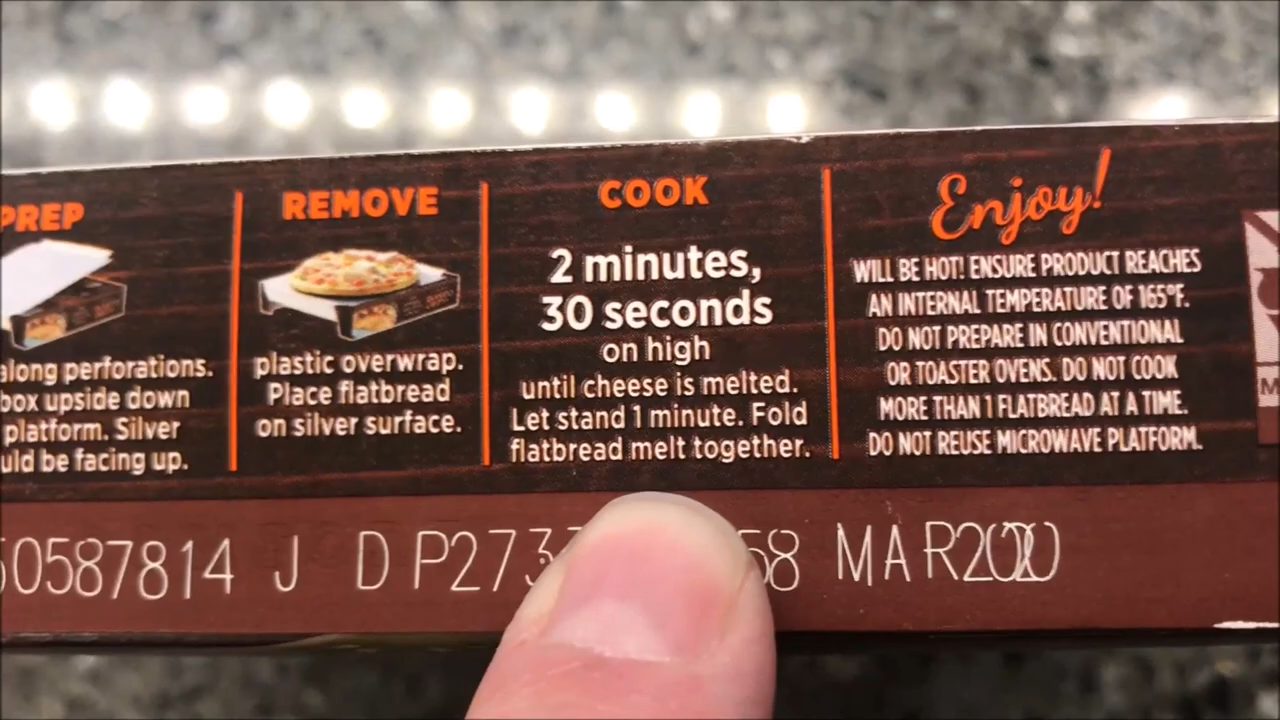 PREP
along perforations.
box upside down
platform. Silver
uld be facing up.
REMOVE
plastic overwrap.
Place flatbread
on silver surface.
COOK
2 minutes,
30 seconds
on high
until cheese is melted.
Let stand 1 minute. Fold
flatbread melt together.
Enjoy!
WILL BE HOT! ENSURE PRODUCT REACHES
AN INTERNAL TEMPERATURE OF 165°F.
DO NOT PREPARE IN CONVENTIONAL
OR TOASTER OVENS. DO NOT COOK
MORE THAN 1 FLATBREAD AT A TIME.
DO NOT REUSE MICROWAVE PLATFORM.
M
50587814 J D P273 58 MAR2020